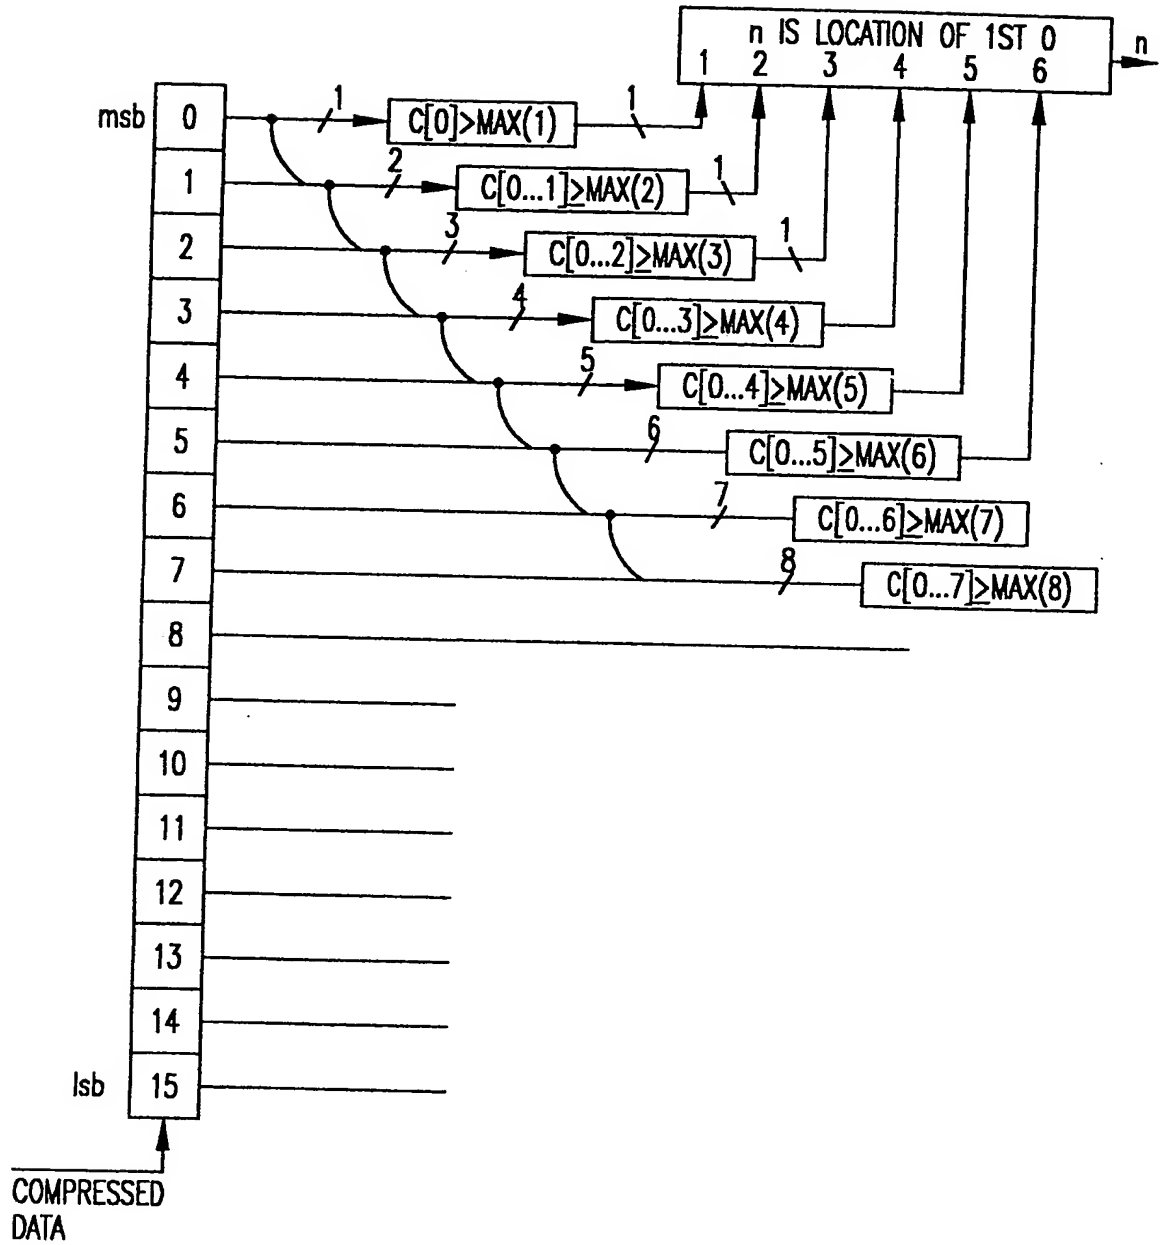 n IS LOCATION OF 1ST 0
n
1 2 3 4 5 6
msb 0 1 C[0]>MAX(1) 1
1 2 C[0...1]≥MAX(2) 1
2 3 C[0...2]≥MAX(3) 1
3 4 C[0...3]≥MAX(4)
4 5 C[0...4]≥MAX(5)
5 6 C[0...5]≥MAX(6)
6 7 C[0...6]≥MAX(7)
7 8 C[0...7]≥MAX(8)
8
9
10
11
12
13
14
lsb 15
COMPRESSED
DATA